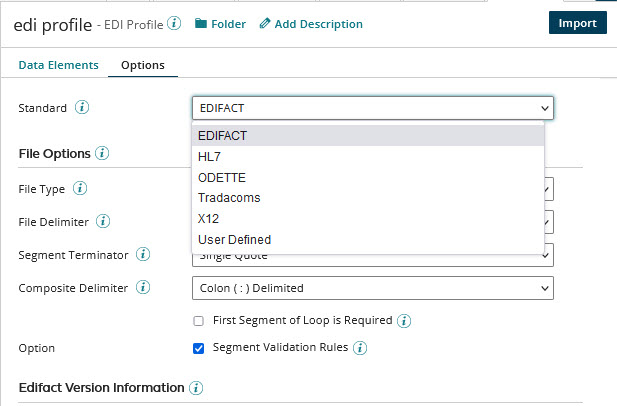 edi profile - EDI Profile Folder Add Description Import
Data Elements Options
Standard EDIFACT
EDIFACT
HL7
ODETTE
Tradacoms
X12
User Defined
File Options
File Type
File Delimiter
Segment Terminator Single Quote
Composite Delimiter Colon ( : ) Delimited
First Segment of Loop is Required
Option Segment Validation Rules
Edifact Version Information